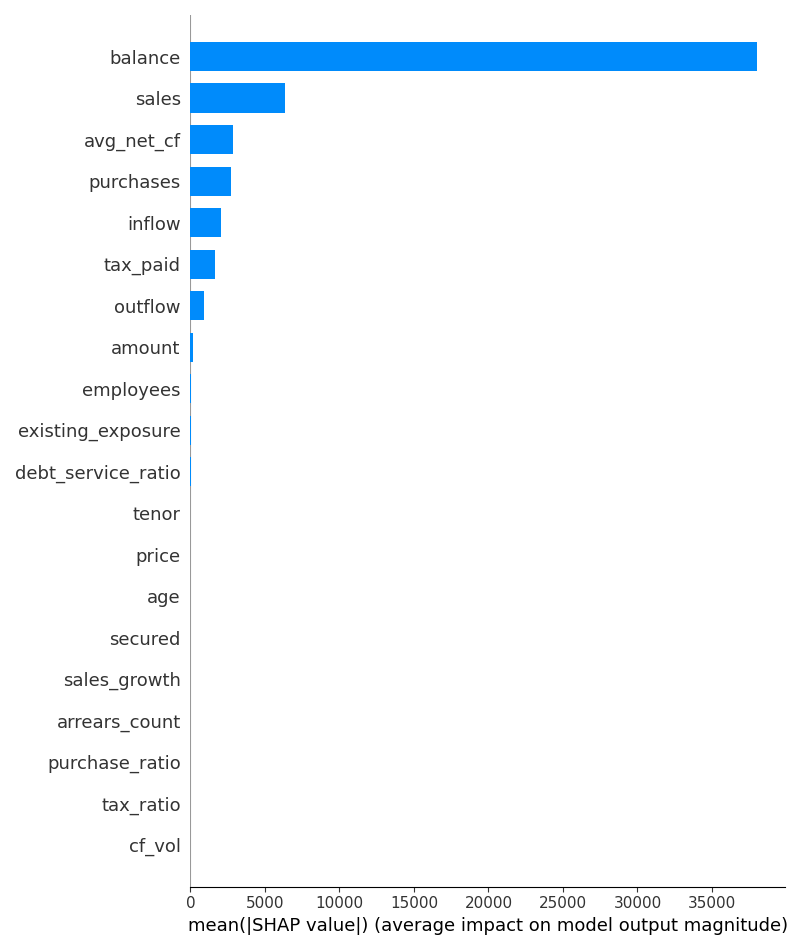 balance
sales
avg_net_cf
purchases
inflow
tax_paid
outflow
amount
employees
existing_exposure
debt_service_ratio
tenor
price
age
secured
sales_growth
arrears_count
purchase_ratio
tax_ratio
cf_vol
0 5000 10000 15000 20000 25000 30000 35000
mean(|SHAP value|) (average impact on model output magnitude)